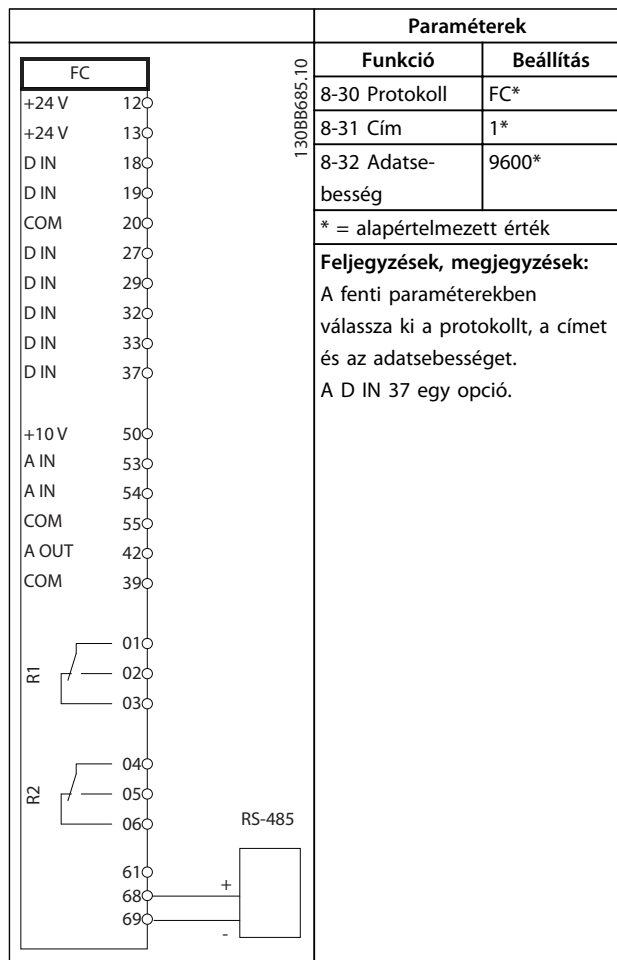 Paraméterek
Funkció Beállítás
8-30 Protokoll FC*
8-31 Cím 1*
8-32 Adatse-
besség 9600*
* = alapértelmezett érték
Feljegyzések, megjegyzések:
A fenti paraméterekben
válassza ki a protokollt, a címet
és az adatsebességet.
A D IN 37 egy opció.
130BB685.10
FC
+24 V 12
+24 V 13
D IN 18
D IN 19
COM 20
D IN 27
D IN 29
D IN 32
D IN 33
D IN 37
+10 V 50
A IN 53
A IN 54
COM 55
A OUT 42
COM 39
R1
01
02
03
R2
04
05
06
RS-485
61
68 +
69 -